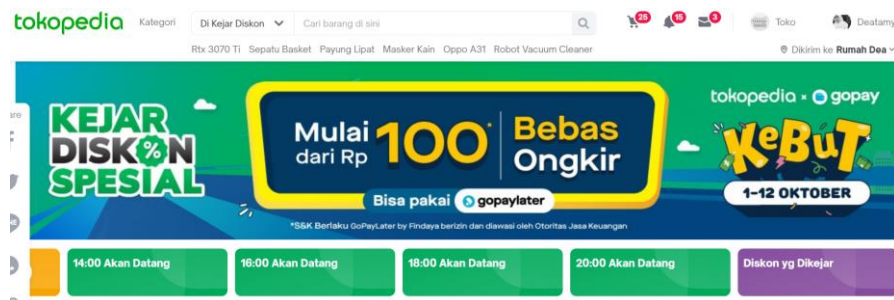 tokopedia
Kategori
Di Kejar Diskon
Cari barang di sini
25
15
3
Toko
Deatamy
Rtx 3070 Ti Sepatu Basket Payung Lipat Masker Kain Oppo A31 Robot Vacuum Cleaner
Dikirim ke Rumah Dea
are
KEJAR
DISK%N
SPESIAL
Mulai
dari Rp
100*
Bebas
Ongkir
Bisa pakai gopaylater
*S&K Berlaku GoPayLater by Findaya berizin dan diawasi oleh Otoritas Jasa Keuangan
tokopedia × gopay
KeBuT
1-12 OKTOBER
14:00 Akan Datang
16:00 Akan Datang
18:00 Akan Datang
20:00 Akan Datang
Diskon yg Dikejar